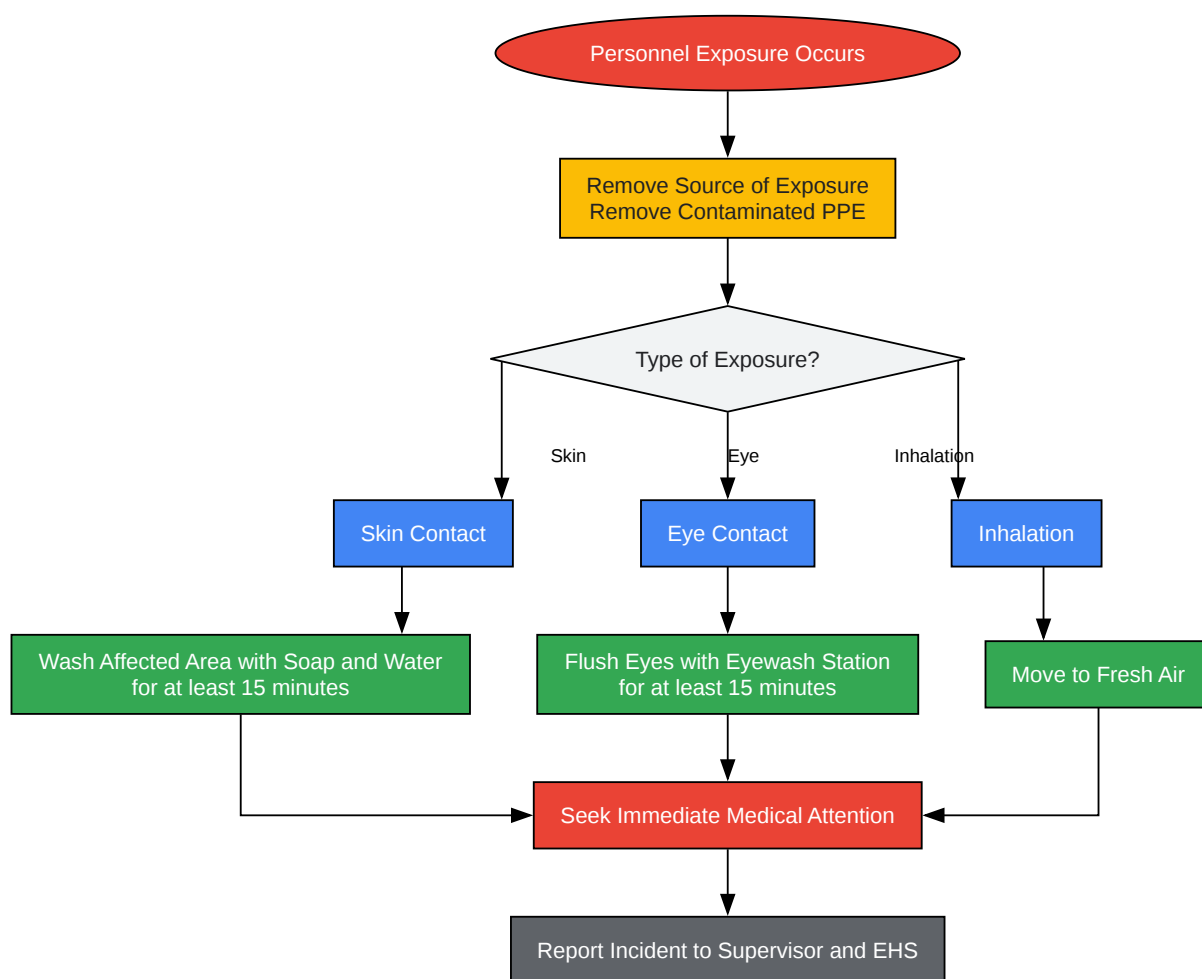 Personnel Exposure Occurs
Remove Source of Exposure
Remove Contaminated PPE
Type of Exposure?
Skin
Eye
Inhalation
Skin Contact
Eye Contact
Inhalation
Wash Affected Area with Soap and Water
for at least 15 minutes
Flush Eyes with Eyewash Station
for at least 15 minutes
Move to Fresh Air
Seek Immediate Medical Attention
Report Incident to Supervisor and EHS